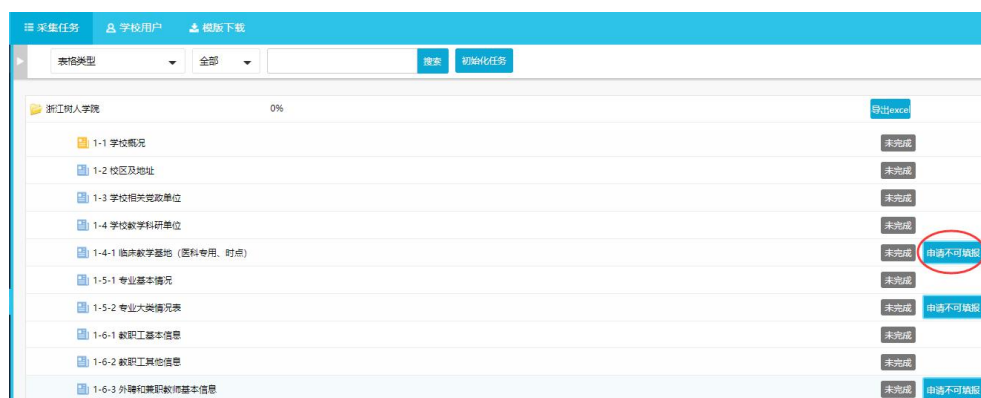 采集任务 学校用户 模版下载
表格类型 全部 搜索 初始化任务
浙江树人学院 0% 导出excel
1-1 学校概况 未完成
1-2 校区及地址 未完成
1-3 学校相关党政单位 未完成
1-4 学校教学科研单位 未完成
1-4-1 临床教学基地（医科专用、时点） 未完成 申请不可填报
1-5-1 专业基本情况 未完成
1-5-2 专业大类情况表 未完成 申请不可填报
1-6-1 教职工基本信息 未完成
1-6-2 教职工其他信息 未完成
1-6-3 外聘和兼职教师基本信息 未完成 申请不可填报